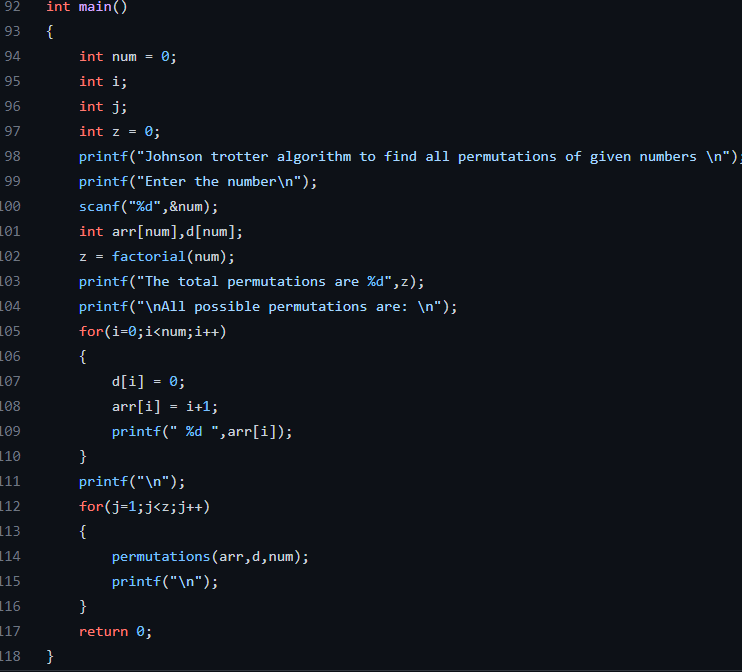 92 int main()
93 {
94 int num = 0;
95 int i;
96 int j;
97 int z = 0;
98 printf("Johnson trotter algorithm to find all permutations of given numbers \n");
99 printf("Enter the number\n");
100 scanf("%d",&num);
101 int arr[num],d[num];
102 z = factorial(num);
103 printf("The total permutations are %d",z);
104 printf("\nAll possible permutations are: \n");
105 for(i=0;i<num;i++)
106 {
107 d[i] = 0;
108 arr[i] = i+1;
109 printf(" %d ",arr[i]);
110 }
111 printf("\n");
112 for(j=1;j<z;j++)
113 {
114 permutations(arr,d,num);
115 printf("\n");
116 }
117 return 0;
118 }